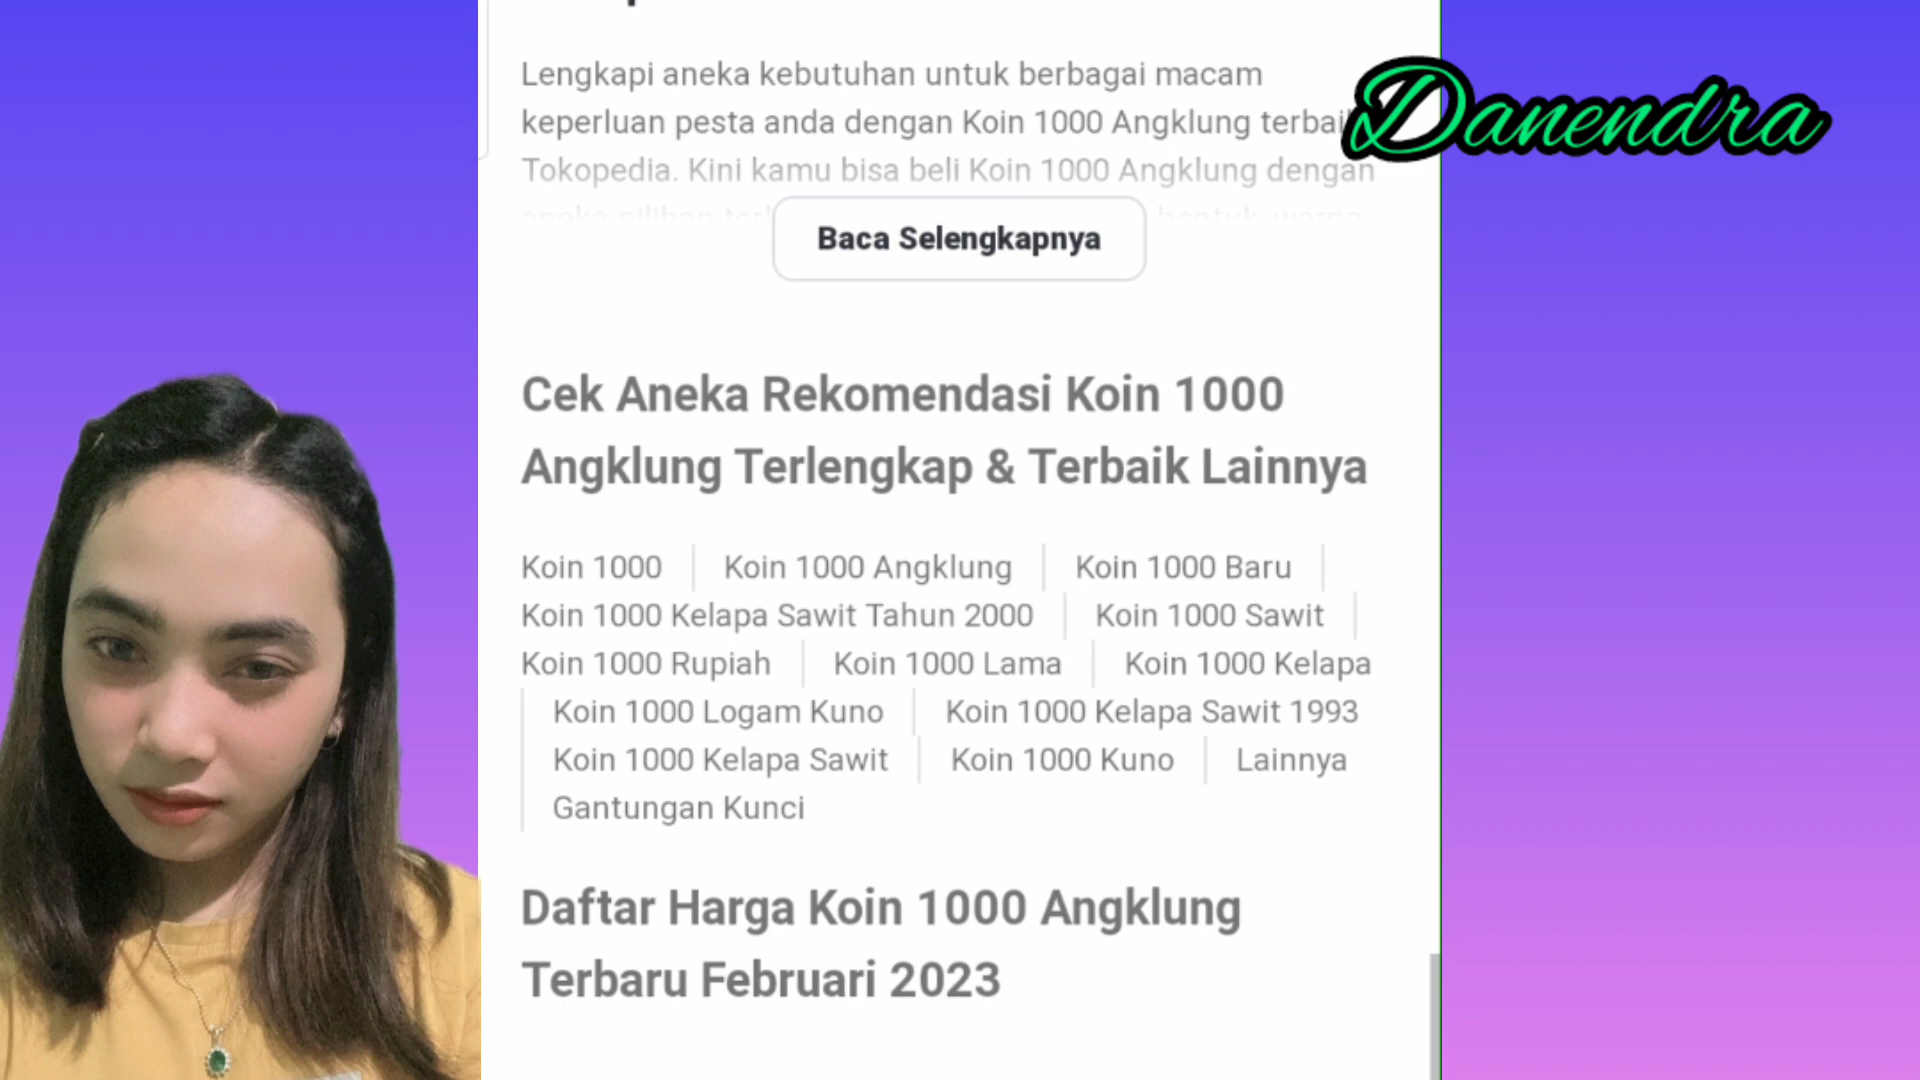 Lengkapi aneka kebutuhan untuk berbagai macam
keperluan pesta anda dengan Koin 1000 Angklung
Danendra
Tokopedia. Kini kamu bisa beli Koin 1000 Angklung dengan
Baca Selengkapnya
Cek Aneka Rekomendasi Koin 1000
Angklung Terlengkap & Terbaik Lainnya
Koin 1000 Koin 1000 Angklung Koin 1000 Baru
Koin 1000 Kelapa Sawit Tahun 2000 Koin 1000 Sawit
Koin 1000 Rupiah Koin 1000 Lama Koin 1000 Kelapa
Koin 1000 Logam Kuno Koin 1000 Kelapa Sawit 1993
Koin 1000 Kelapa Sawit Koin 1000 Kuno Lainnya
Gantungan Kunci
Daftar Harga Koin 1000 Angklung
Terbaru Februari 2023